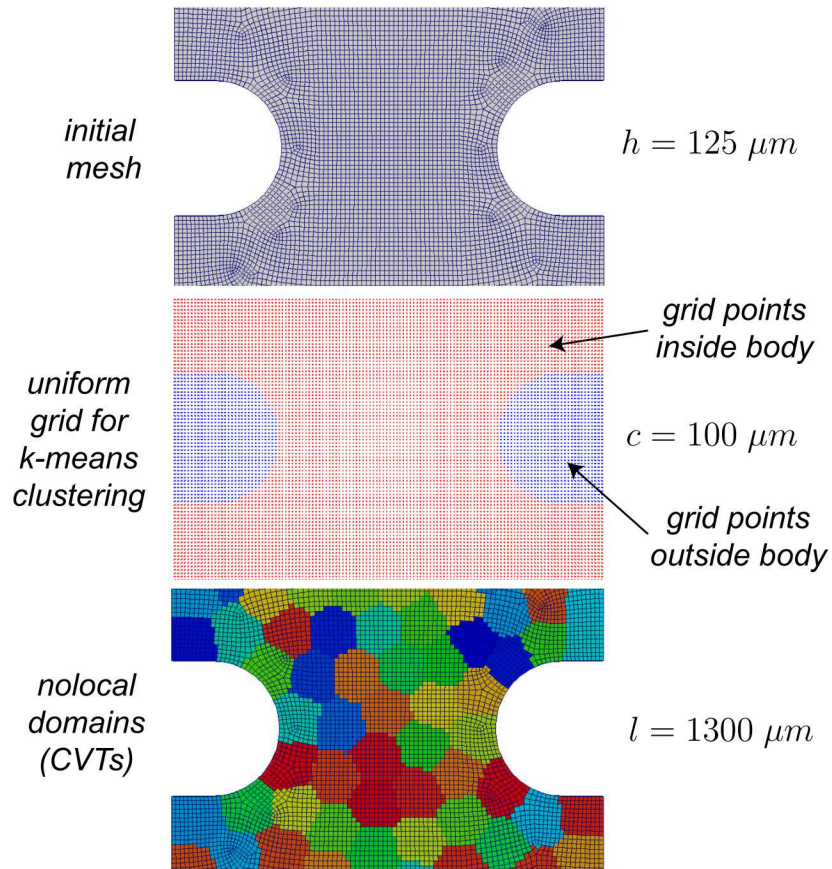 initial
mesh
h = 125 μm
grid points
inside body
uniform
grid for
k-means
clustering
c = 100 μm
grid points
outside body
nolocal
domains
(CVTs)
l = 1300 μm